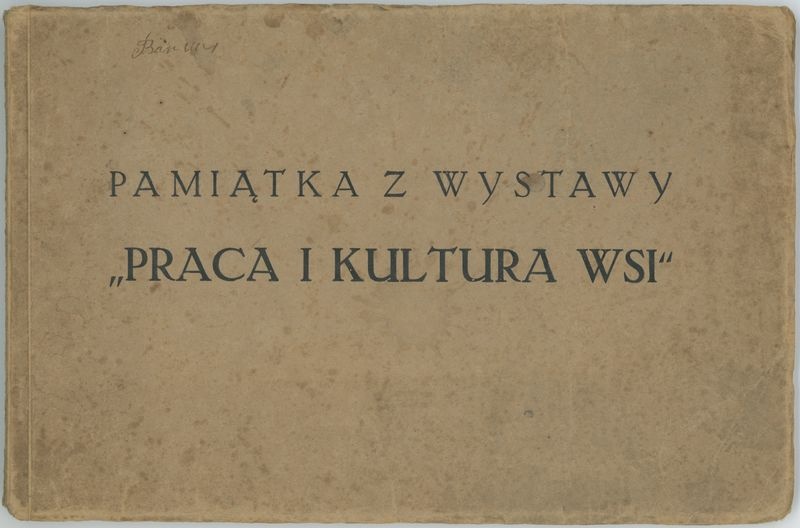 PAMIĄTKA Z WYSTAWY
„PRACA I KULTURA WSI“